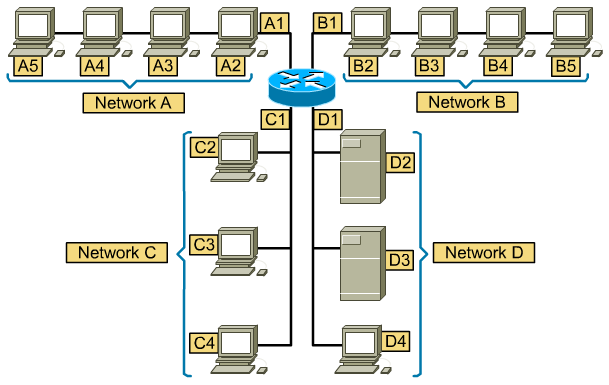 A1
B1
A5
A4
A3
A2
B2
B3
B4
B5
Network A
Network B
C1
D1
C2
D2
C3
D3
Network C
Network D
C4
D4